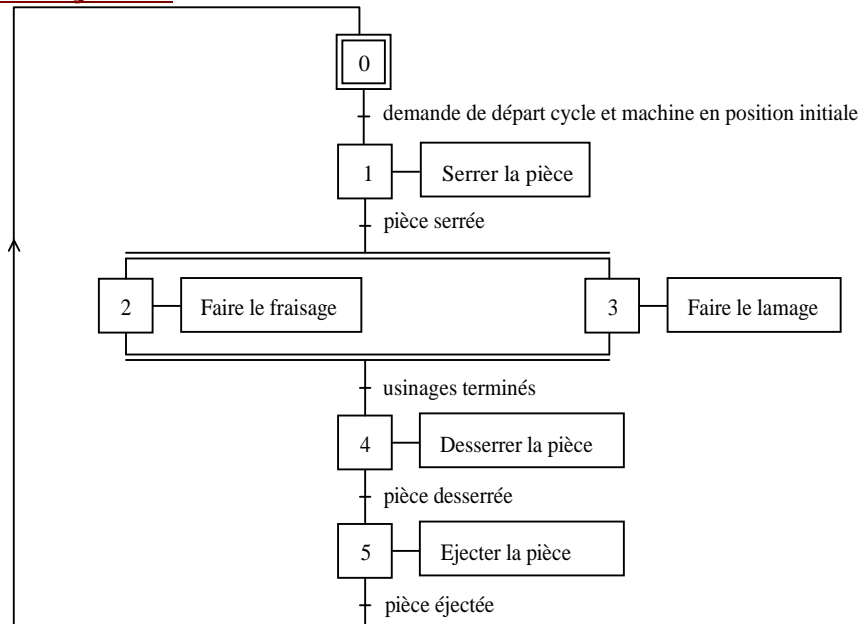 0
demande de départ cycle et machine en position initiale
1
Serrer la pièce
pièce serrée
2
Faire le fraisage
3
Faire le lamage
usinages terminés
4
Desserrer la pièce
pièce desserrée
5
Ejecter la pièce
pièce éjectée